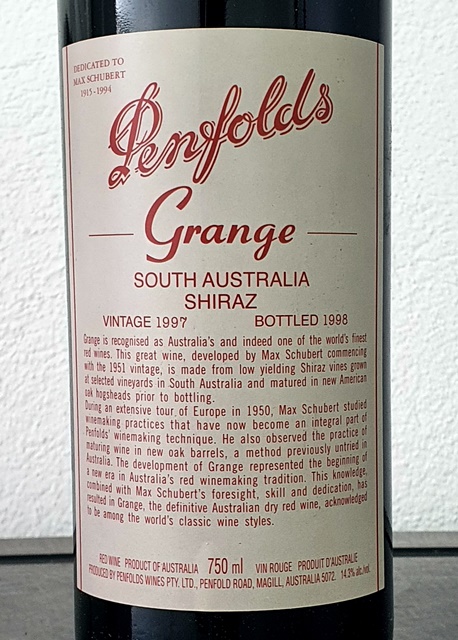 DEDICATED TO
MAX SCHUBERT
1915-1994
Penfolds
Grange
SOUTH AUSTRALIA
SHIRAZ
VINTAGE 1997 BOTTLED 1998
Grange is recognised as Australia's and indeed one of the world's finest
red wines. This great wine, developed by Max Schubert commencing
with the 1951 vintage, is made from low yielding Shiraz vines grown
at selected vineyards in South Australia and matured in new American
oak hogsheads prior to bottling.
During an extensive tour of Europe in 1950, Max Schubert studied
winemaking practices that have now become an integral part of
Penfolds' winemaking technique. He also observed the practice of
maturing wine in new oak barrels, a method previously untried in
Australia. The development of Grange represented the beginning of
a new era in Australia's red winemaking tradition. This knowledge,
combined with Max Schubert's foresight, skill and dedication, has
resulted in Grange, the definitive Australian dry red wine, acknowledged
to be among the world's classic wine styles.
RED WINE PRODUCT OF AUSTRALIA 750 ml VIN ROUGE PRODUIT D'AUSTRALIE
PRODUCED BY PENFOLDS WINES PTY. LTD., PENFOLD ROAD, MAGILL, AUSTRALIA 5072. 14.3% alc./vol.